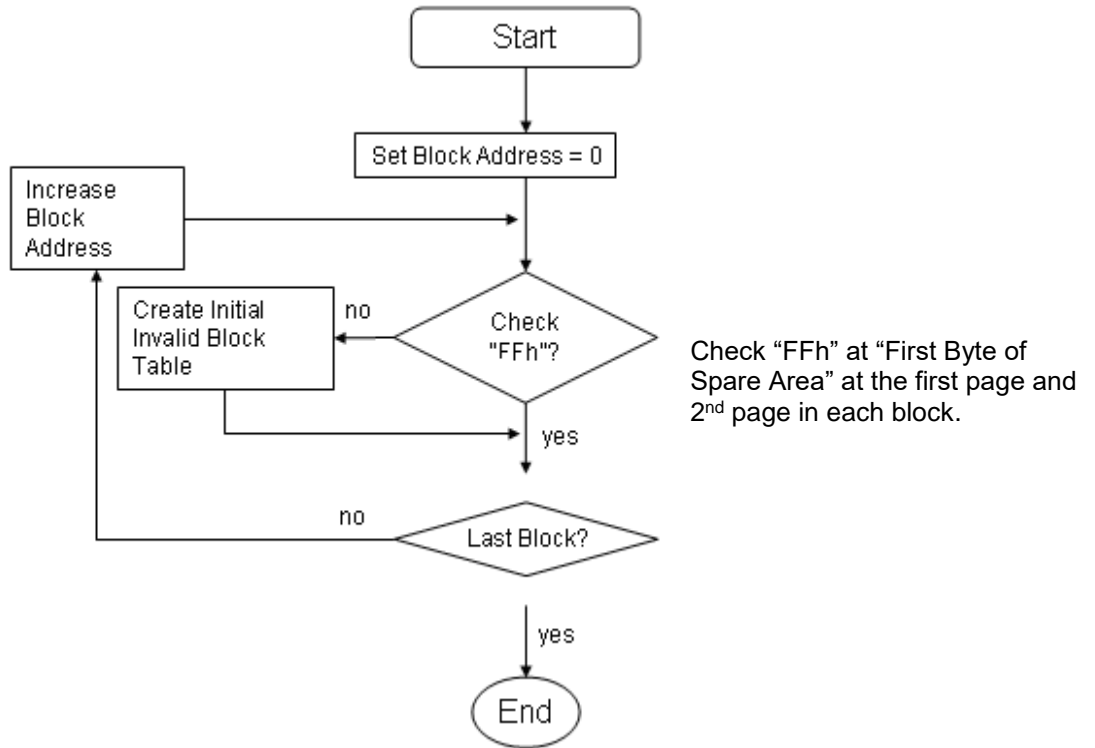 Start
Set Block Address = 0
Increase
Block
Address
Create Initial
Invalid Block
Table
no
Check
"FFh"?
Check “FFh” at “First Byte of
Spare Area” at the first page and
2nd page in each block.
yes
no
Last Block?
yes
End